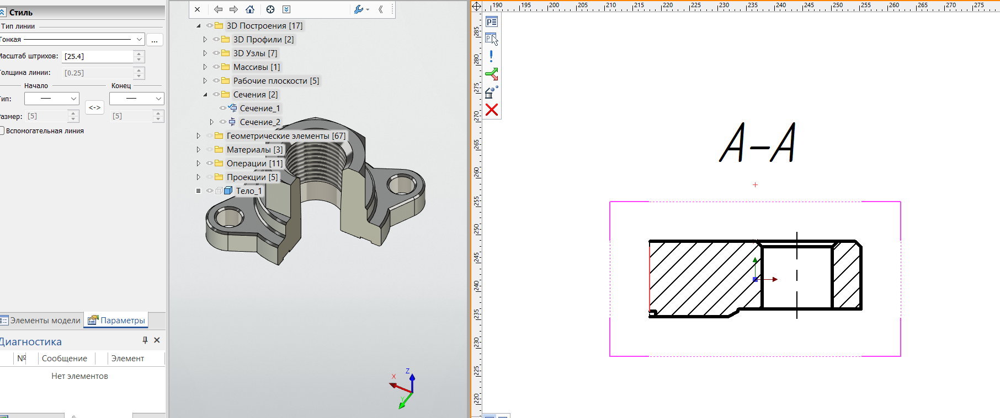 Стиль
Тип линии
Тонкая
...
Масштаб штрихов: [25.4]
Толщина линии: [0.25]
Начало
Конец
Тип:
<->
Размер: [5]
[5]
Вспомогательная линия
Элементы модели
Параметры
Диагностика
№ Сообщение Элемент
Нет элементов
3D Построения [17]
3D Профили [2]
3D Узлы [7]
Массивы [1]
Рабочие плоскости [5]
Сечения [2]
Сечение_1
Сечение_2
Геометрические элементы [67]
Материалы [3]
Операции [11]
Проекции [5]
Тело_1
X
Z
Y
190 195 200 205 210 215 220 225 230 235 240 245 250 255 260 265 270 275
285
280
275
270
265
260
255
250
245
240
235
230
225
220
А–А